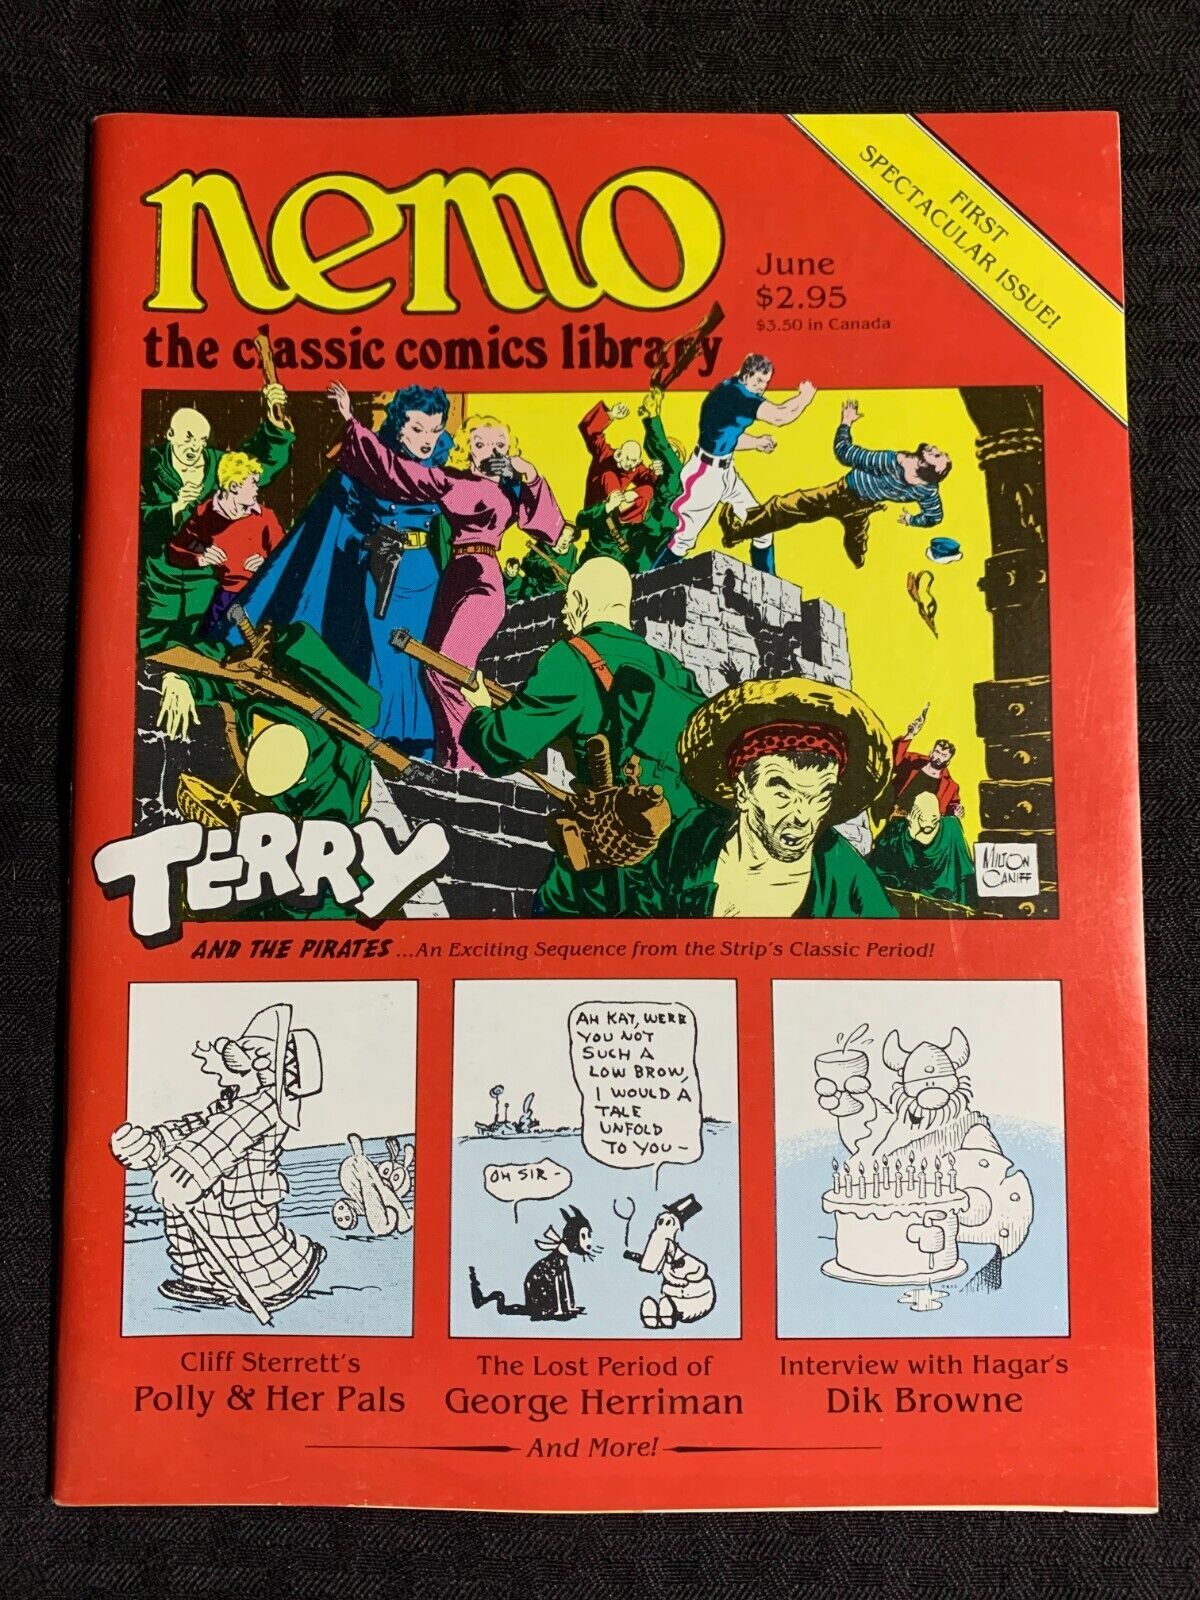 nemo
the classic comics library
June
$2.95
$3.50 in Canada
FIRST
SPECTACULAR ISSUE!
MILTON
CANIFF
TERRY
AND THE PIRATES ...An Exciting Sequence from the Strip's Classic Period!
AH KAT, WERE
YOU NOT
SUCH A
LOW BROW,
I WOULD A
TALE
UNFOLD
TO YOU -
OH SIR -
Cliff Sterrett's
Polly & Her Pals
The Lost Period of
George Herriman
Interview with Hagar's
Dik Browne
And More!